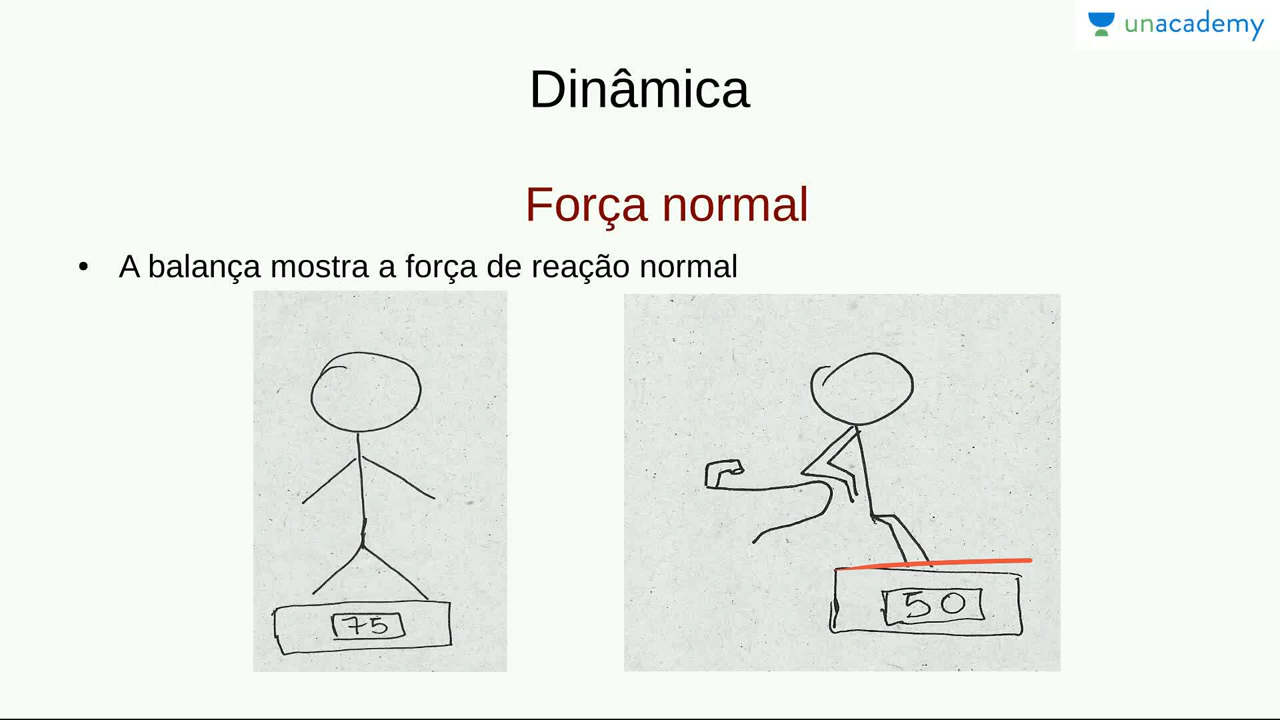 unacademy
Dinâmica
Força normal
• A balança mostra a força de reação normal
75
50